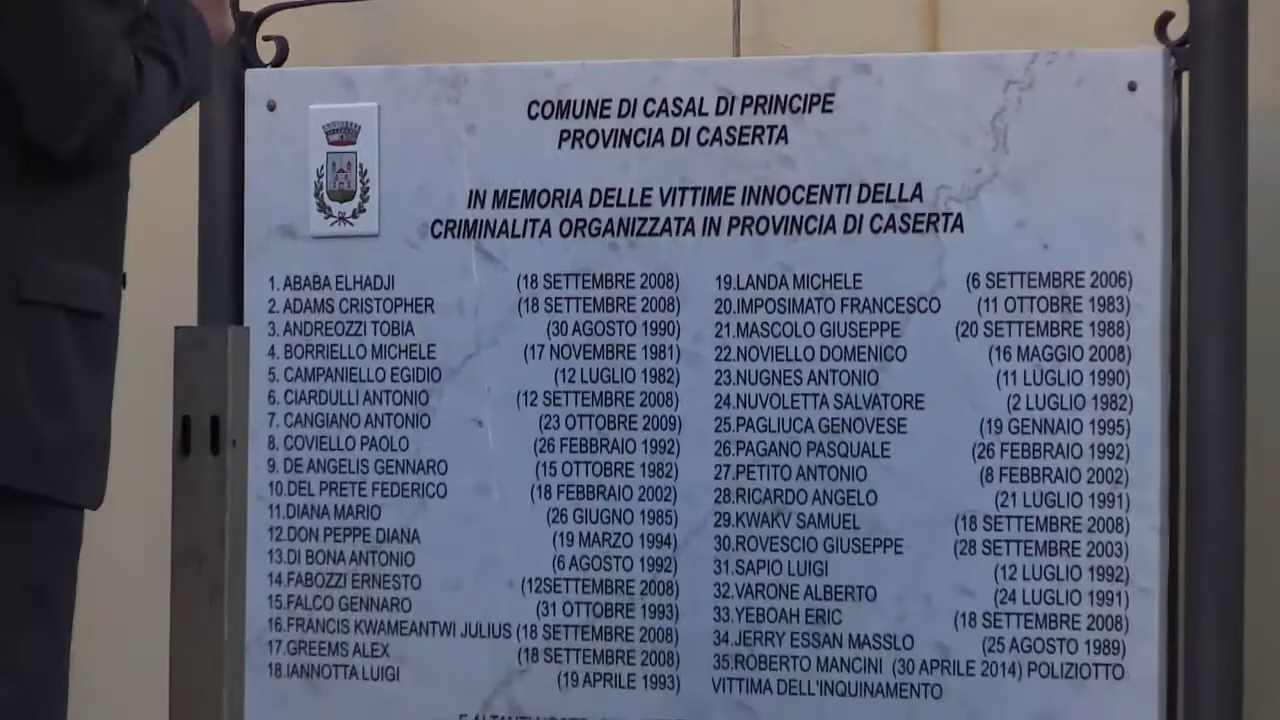 COMUNE DI CASAL DI PRINCIPE
PROVINCIA DI CASERTA
IN MEMORIA DELLE VITTIME INNOCENTI DELLA
CRIMINALITA ORGANIZZATA IN PROVINCIA DI CASERTA
1. ABABA ELHADJI (18 SETTEMBRE 2008)
2. ADAMS CRISTOPHER (18 SETTEMBRE 2008)
3. ANDREOZZI TOBIA (30 AGOSTO 1990)
4. BORRIELLO MICHELE (17 NOVEMBRE 1981)
5. CAMPANIELLO EGIDIO (12 LUGLIO 1982)
6. CIARDULLI ANTONIO (12 SETTEMBRE 2008)
7. CANGIANO ANTONIO (23 OTTOBRE 2009)
8. COVIELLO PAOLO (26 FEBBRAIO 1992)
9. DE ANGELIS GENNARO (15 OTTOBRE 1982)
10.DEL PRETE FEDERICO (18 FEBBRAIO 2002)
11.DIANA MARIO (26 GIUGNO 1985)
12.DON PEPPE DIANA (19 MARZO 1994)
13.DI BONA ANTONIO (6 AGOSTO 1992)
14.FABOZZI ERNESTO (12SETTEMBRE 2008)
15.FALCO GENNARO (31 OTTOBRE 1993)
16.FRANCIS KWAMEANTWI JULIUS (18 SETTEMBRE 2008)
17.GREEMS ALEX (18 SETTEMBRE 2008)
18.IANNOTTA LUIGI (19 APRILE 1993)
19.LANDA MICHELE (6 SETTEMBRE 2006)
20.IMPOSIMATO FRANCESCO (11 OTTOBRE 1983)
21.MASCOLO GIUSEPPE (20 SETTEMBRE 1988)
22.NOVIELLO DOMENICO (16 MAGGIO 2008)
23.NUGNES ANTONIO (11 LUGLIO 1990)
24.NUVOLETTA SALVATORE (2 LUGLIO 1982)
25.PAGLIUCA GENOVESE (19 GENNAIO 1995)
26.PAGANO PASQUALE (26 FEBBRAIO 1992)
27.PETITO ANTONIO (8 FEBBRAIO 2002)
28.RICARDO ANGELO (21 LUGLIO 1991)
29.KWAKV SAMUEL (18 SETTEMBRE 2008)
30.ROVESCIO GIUSEPPE (28 SETTEMBRE 2003)
31.SAPIO LUIGI (12 LUGLIO 1992)
32.VARONE ALBERTO (24 LUGLIO 1991)
33.YEBOAH ERIC (18 SETTEMBRE 2008)
34.JERRY ESSAN MASSLO (25 AGOSTO 1989)
35.ROBERTO MANCINI (30 APRILE 2014) POLIZIOTTO
VITTIMA DELL'INQUINAMENTO